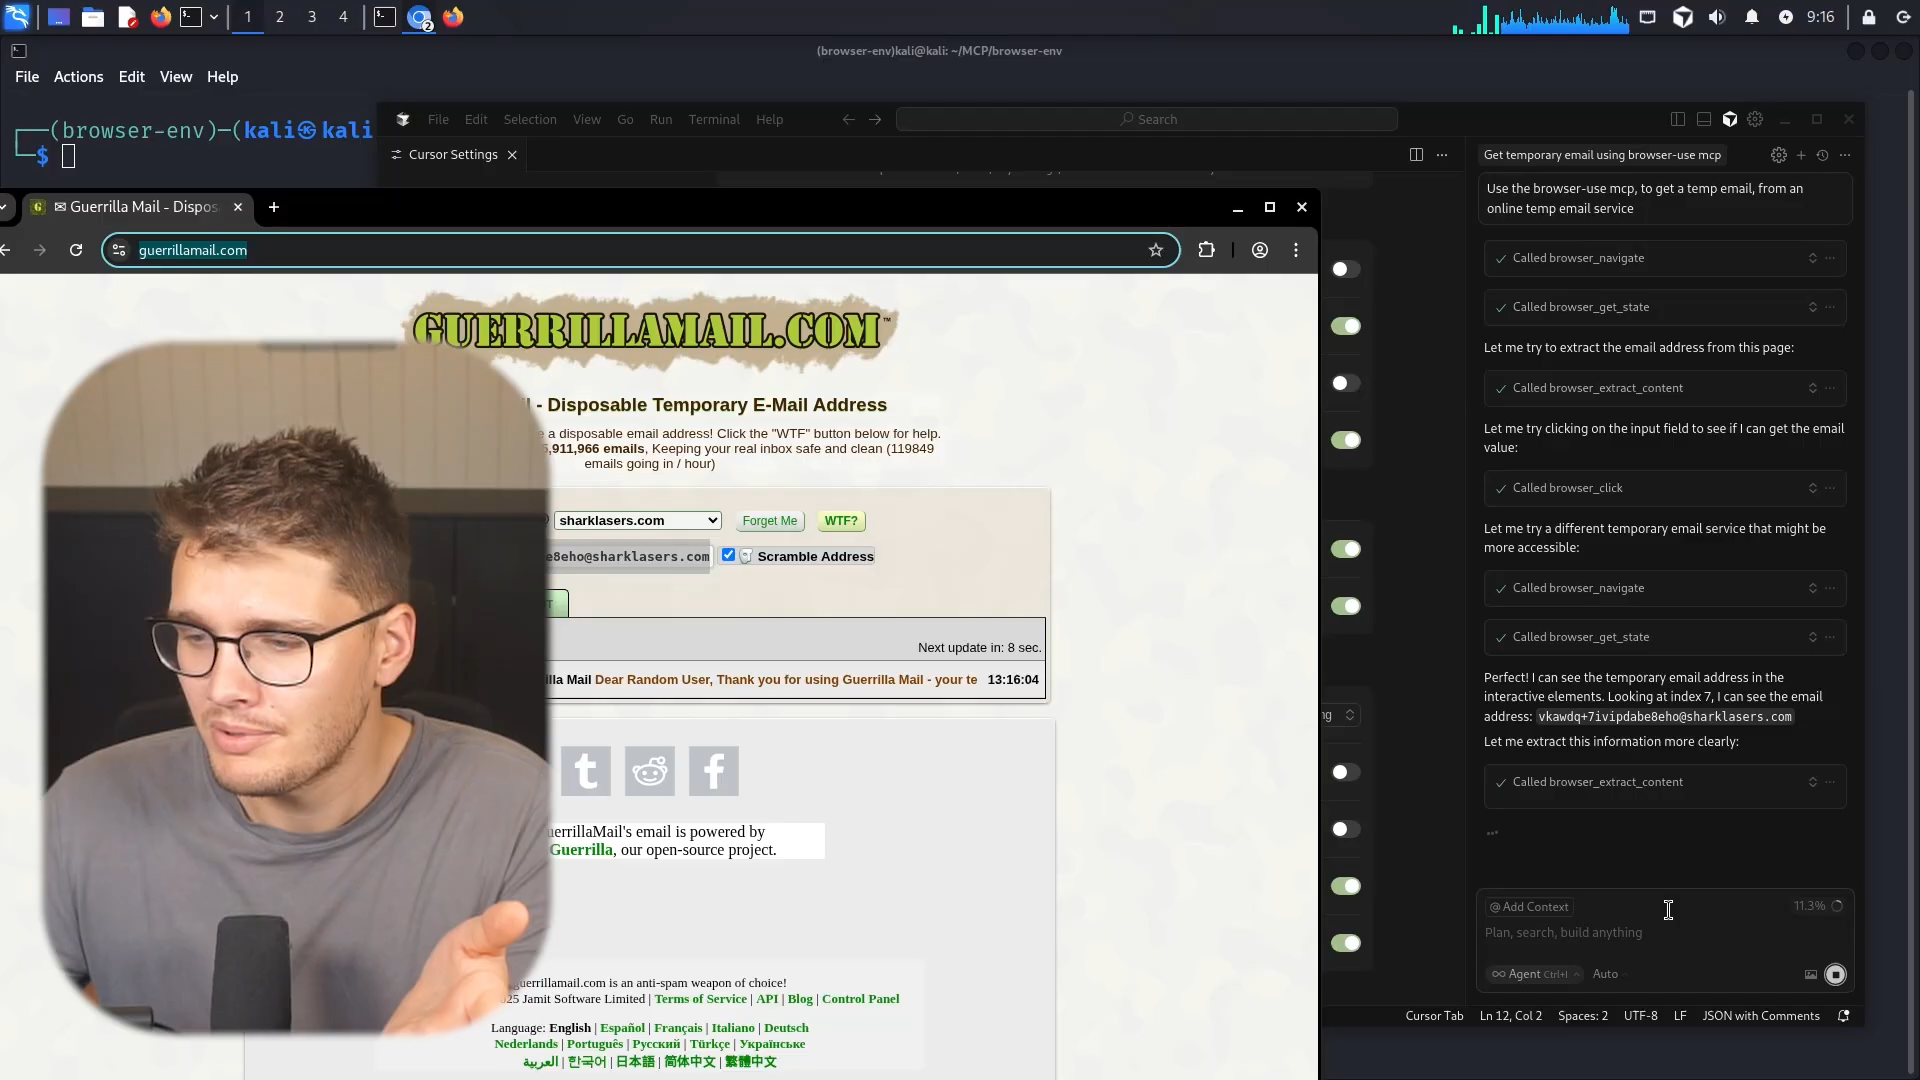 1 2 3 4
2
9:16
(browser-env)kali@kali: ~/MCP/browser-env
File Actions Edit View Help
(browser-env)-(kali㉿kali
$
File Edit Selection View Go Run Terminal Help
Search
Cursor Settings
Guerrilla Mail - Dispos
guerrillamail.com
GUERRILLAMAIL.COM™
- Disposable Temporary E-Mail Address
a disposable email address! Click the "WTF" button below for help.
,911,966 emails, Keeping your real inbox safe and clean (119849
emails going in / hour)
sharklasers.com Forget Me WTF?
e8eho@sharklasers.com Scramble Address
Next update in: 8 sec.
Mail Dear Random User, Thank you for using Guerrilla Mail - your te 13:16:04
GuerrillaMail's email is powered by
Guerrilla, our open-source project.
guerrillamail.com is an anti-spam weapon of choice!
Jamit Software Limited | Terms of Service | API | Blog | Control Panel
Language: English | Español | Français | Italiano | Deutsch
Nederlands | Português | Русский | Türkçe | Українське
العربية | 한국어 | 日本語 | 简体中文 | 繁體中文
Get temporary email using browser-use mcp
Use the browser-use mcp, to get a temp email, from an
online temp email service
Called browser_navigate
Called browser_get_state
Let me try to extract the email address from this page:
Called browser_extract_content
Let me try clicking on the input field to see if I can get the email
value:
Called browser_click
Let me try a different temporary email service that might be
more accessible:
Called browser_navigate
Called browser_get_state
Perfect! I can see the temporary email address in the
interactive elements. Looking at index 7, I can see the email
address: vkawdq+7ivipdabe8eho@sharklasers.com
Let me extract this information more clearly:
Called browser_extract_content
@ Add Context 11.3%
Plan, search, build anything
Agent Ctrl+I Auto
Cursor Tab Ln 12, Col 2 Spaces: 2 UTF-8 LF JSON with Comments